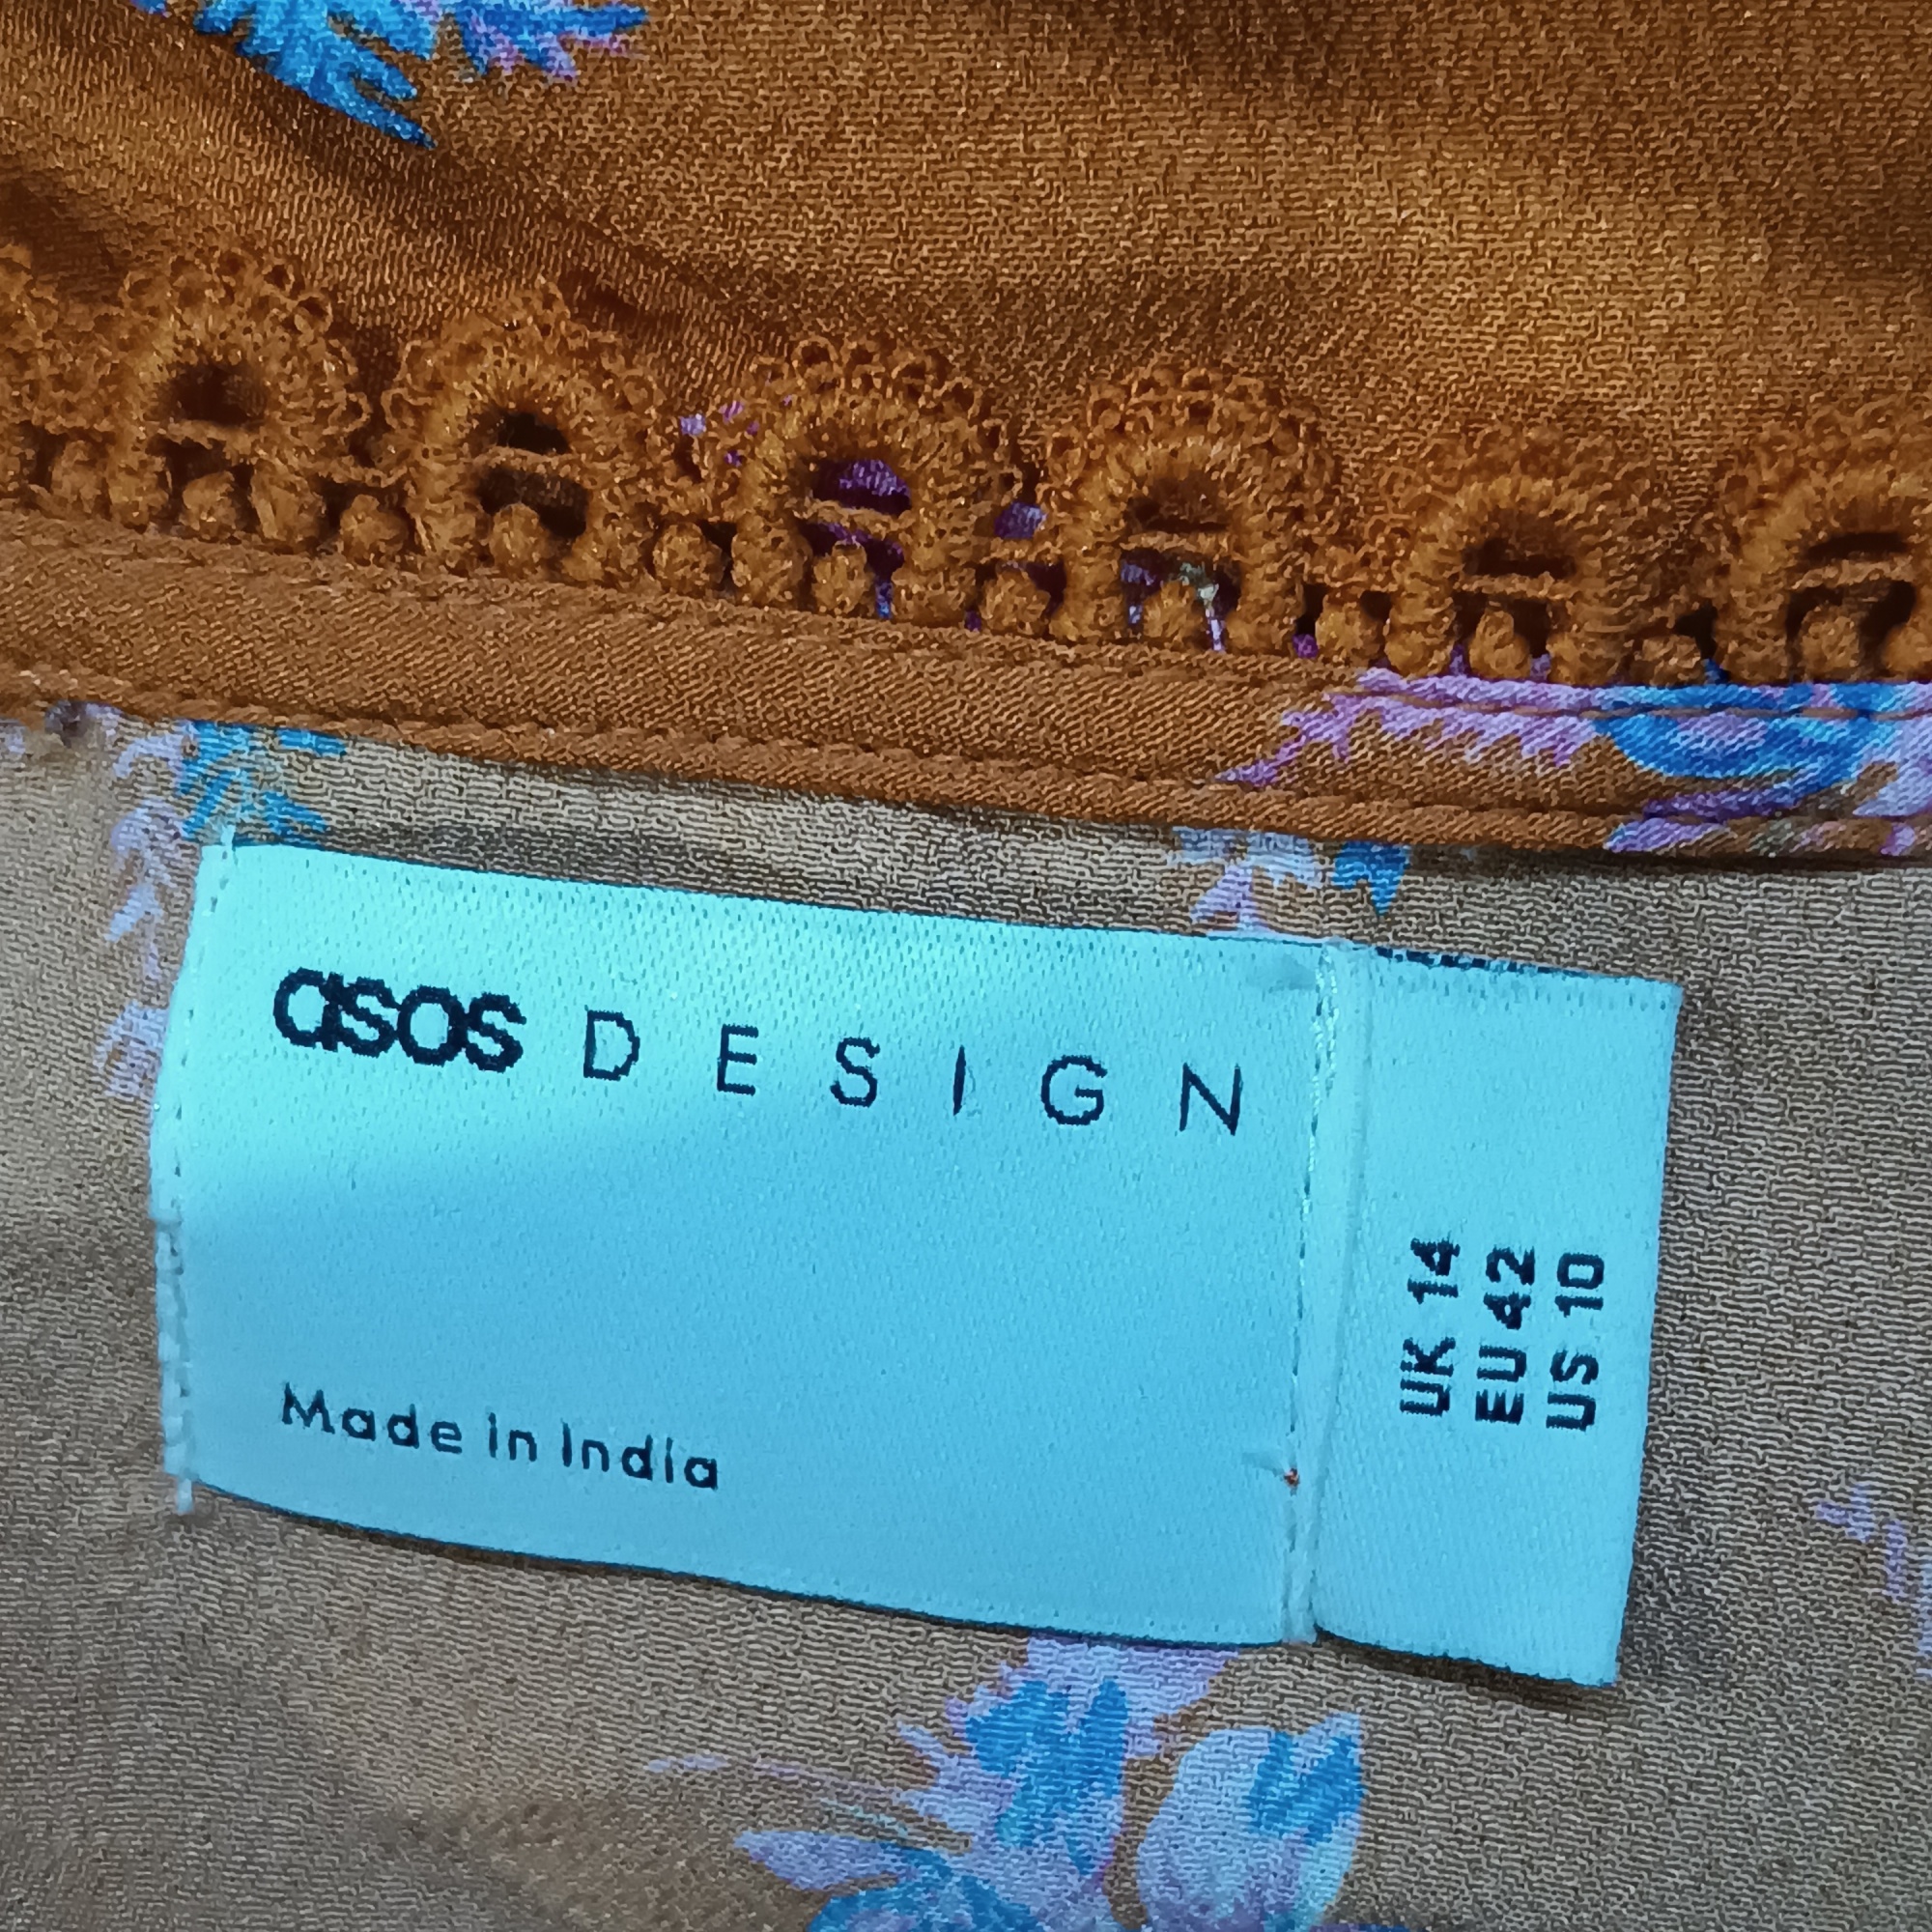 asos DESIGN
Made in India
UK 14
EU 42
US 10